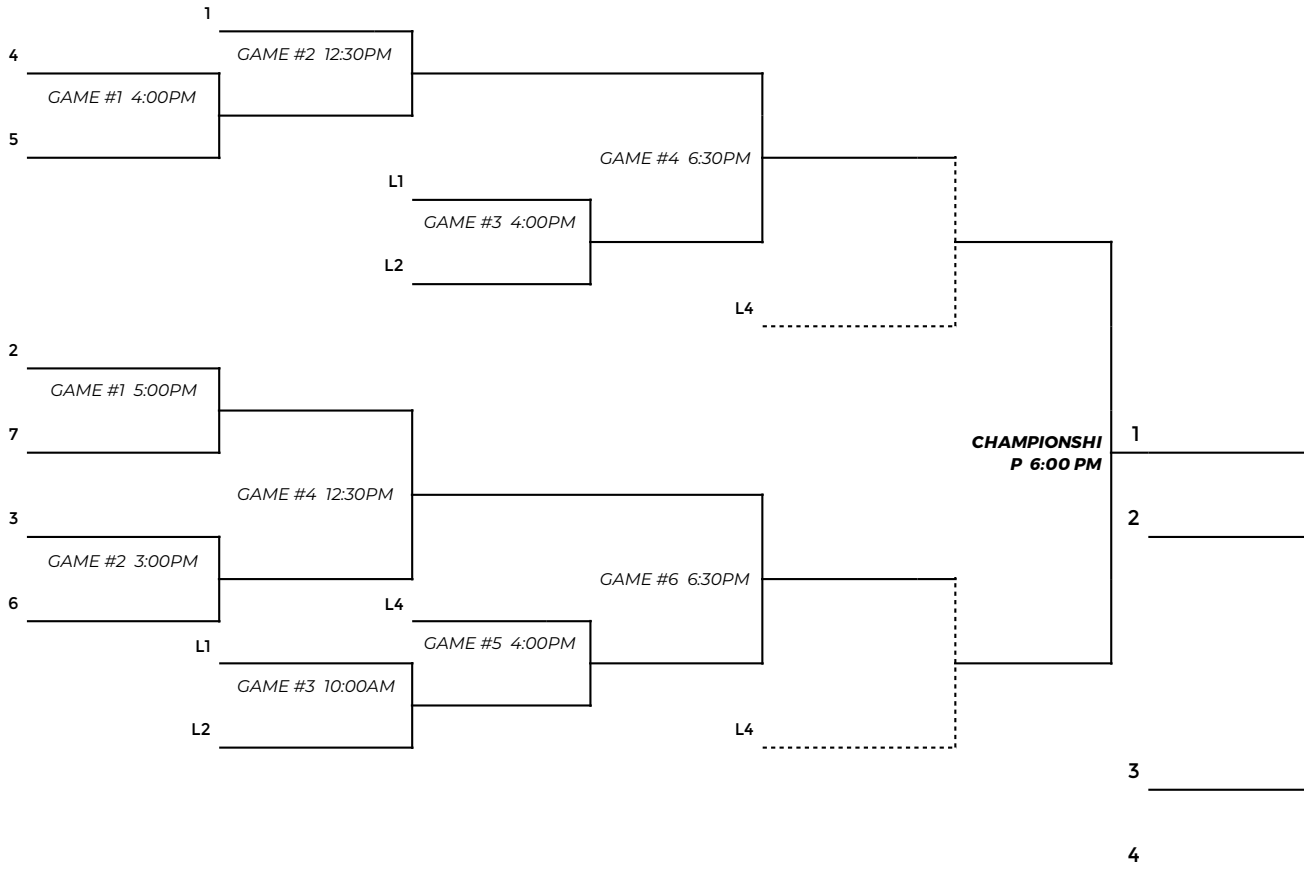 1
GAME #2 12:30PM
4
GAME #1 4:00PM
5
GAME #4 6:30PM
L1
GAME #3 4:00PM
L2
L4
2
GAME #1 5:00PM
7
CHAMPIONSHI
P 6:00 PM
1
GAME #4 12:30PM
3
2
GAME #2 3:00PM
6
GAME #6 6:30PM
L4
GAME #5 4:00PM
L1
GAME #3 10:00AM
L2
L4
3
4